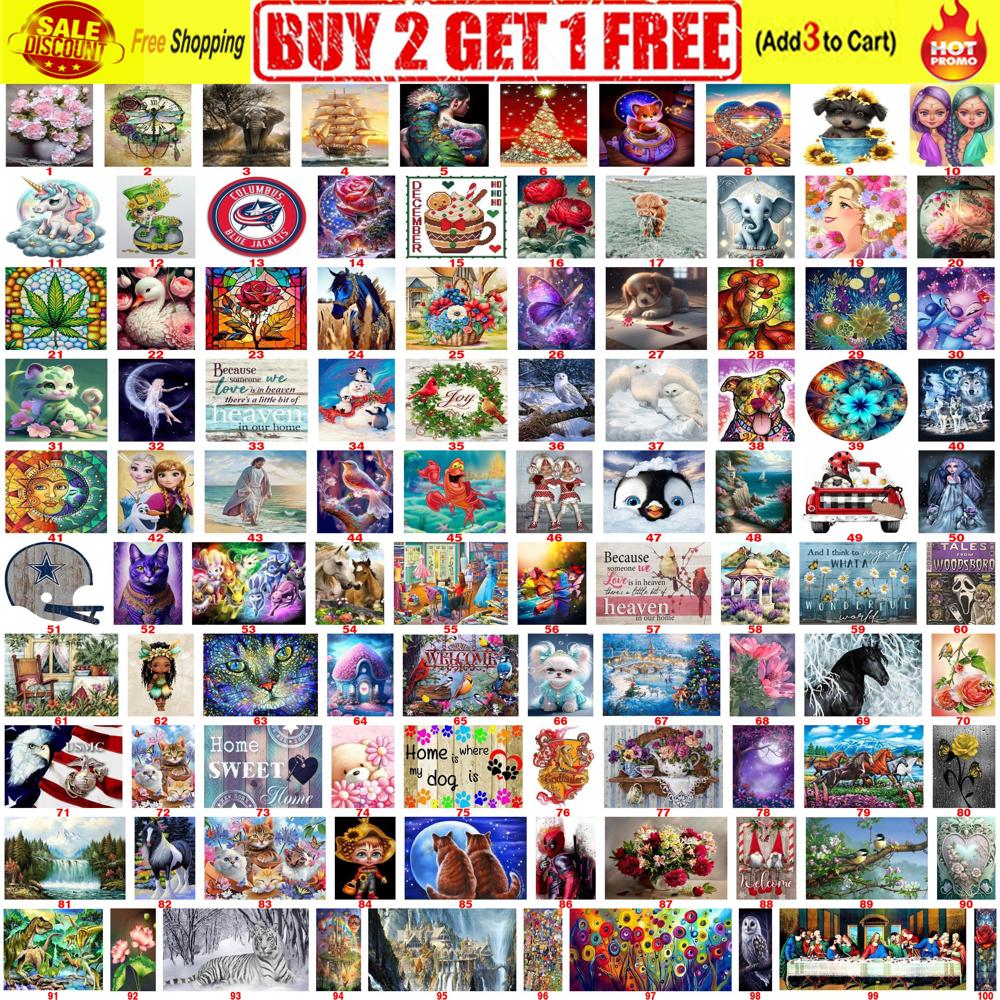 SALE
DISCOUNT
Free Shopping
BUY 2 GET 1 FREE
(Add 3 to Cart)
HOT
PROMO
1 2 3 4 5 6 7 8 9 10
COLUMBUS
BLUE JACKETS
DECEMBER
HO
HO
HO
11 12 13 14 15 16 17 18 19 20
21 22 23 24 25 26 27 28 29 30
Because
someone we
love is in heaven
there's a little bit of
heaven
in our home
Joy
31 32 33 34 35 36 37 38 39 40
41 42 43 44 45 46 47 48 49 50
Because
someone we
Love is in heaven
there's a little bit of
heaven
in our home
And I think to myself
WHAT A
WONDERFUL
world
TALES
FROM
WOODSBORO
51 52 53 54 55 56 57 58 59 60
WELCOME
61 62 63 64 65 66 67 68 69 70
USMC
Home
SWEET
Home
Home is where
my dog is
71 72 73 74 75 76 77 78 79 80
Welcome
81 82 83 84 85 86 87 88 89 90
91 92 93 94 95 96 97 98 99 100